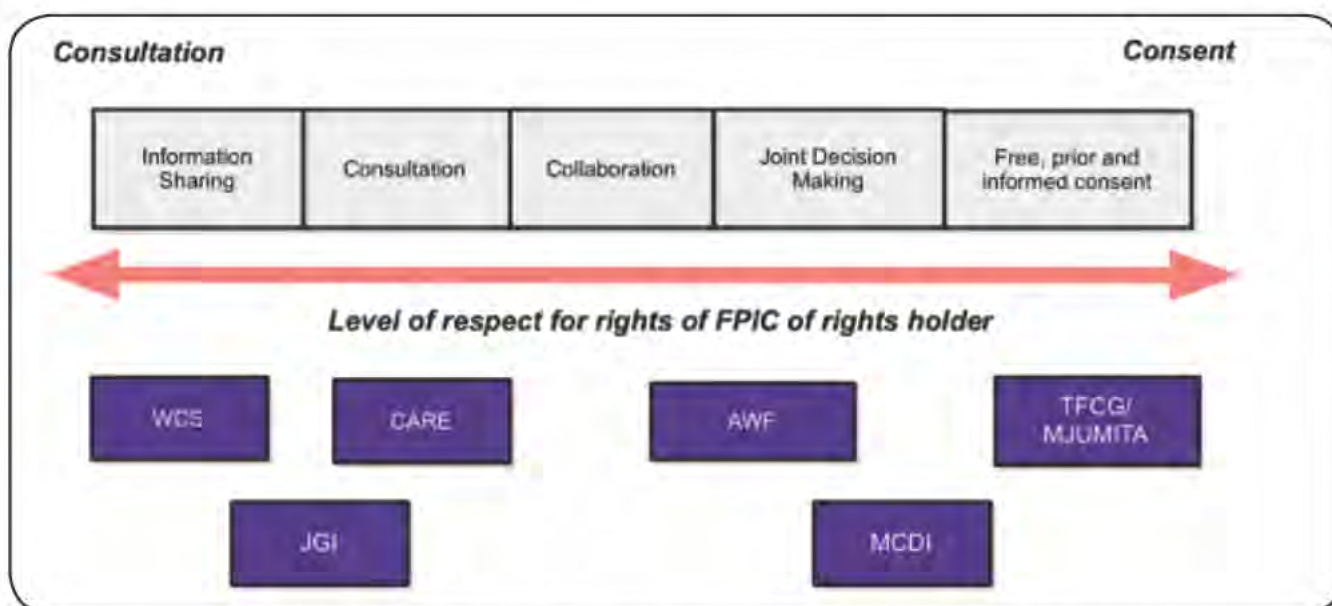 Consultation
Consent
Information
Sharing
Consultation
Collaboration
Joint Decision
Making
Free, prior and
informed consent
Level of respect for rights of FPIC of rights holder
WCS
CARE
AWF
TFCG/
MJUMITA
JGI
MCDI